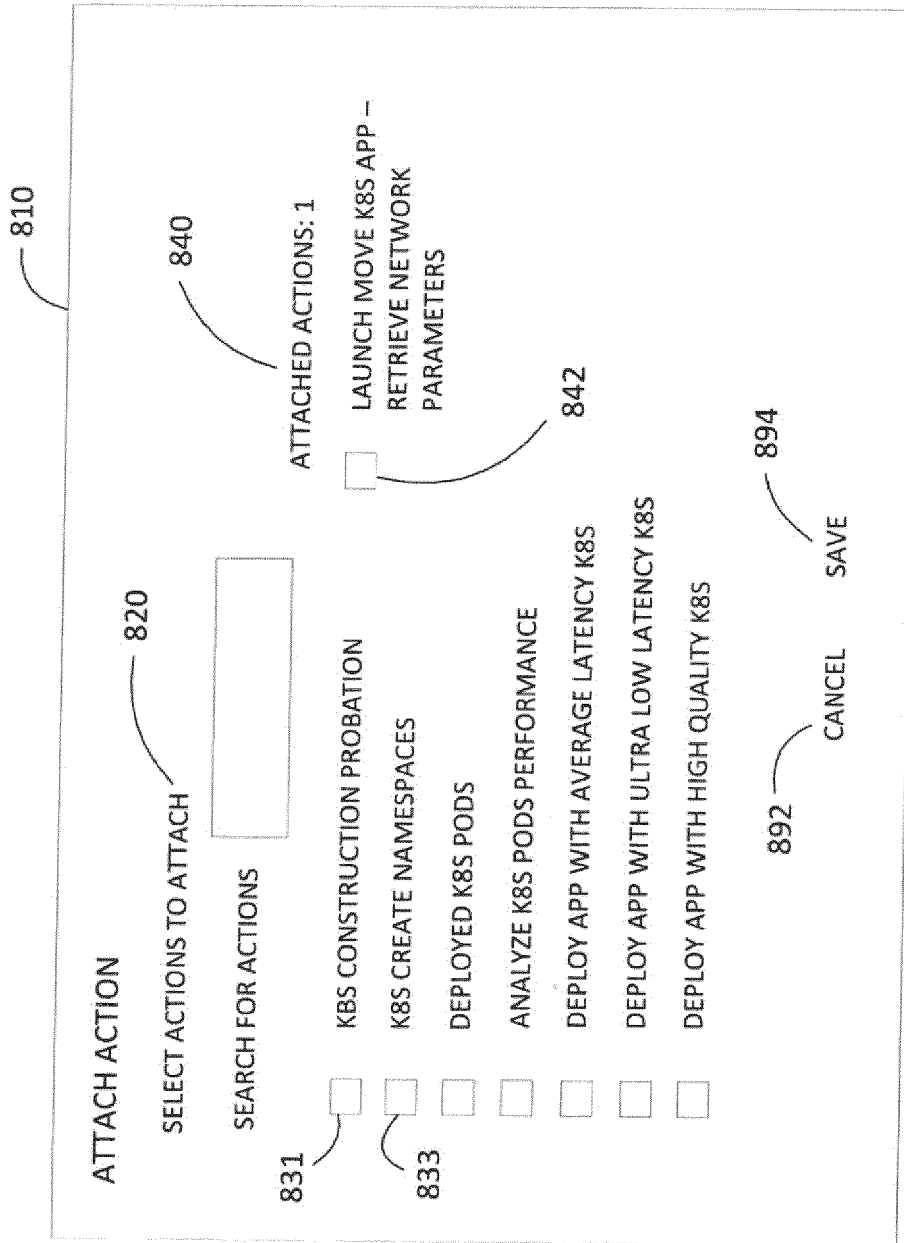 810
ATTACH ACTION
SELECT ACTIONS TO ATTACH
820
SEARCH FOR ACTIONS
840
ATTACHED ACTIONS: 1
831
KBS CONSTRUCTION PROBATION
LAUNCH MOVE K8S APP –
RETRIEVE NETWORK
PARAMETERS
833
K8S CREATE NAMESPACES
842
DEPLOYED K8S PODS
ANALYZE K8S PODS PERFORMANCE
DEPLOY APP WITH AVERAGE LATENCY K8S
DEPLOY APP WITH ULTRA LOW LATENCY K8S
DEPLOY APP WITH HIGH QUALITY K8S
892
CANCEL
SAVE
894